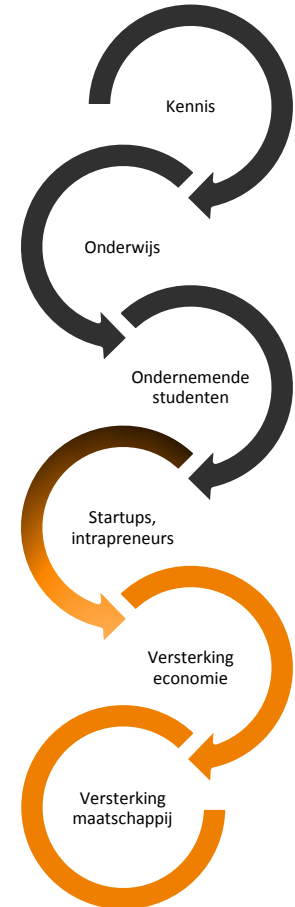 Kennis
Onderwijs
Ondernemende
studenten
Startups,
intrapreneurs
Versterking
economie
Versterking
maatschappij